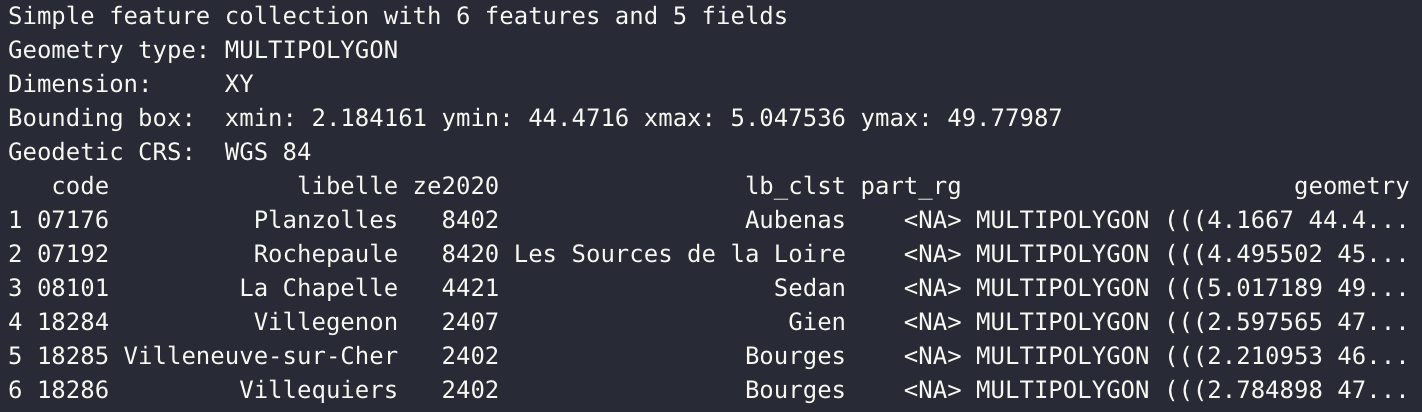 Simple feature collection with 6 features and 5 fields
Geometry type: MULTIPOLYGON
Dimension:     XY
Bounding box:  xmin: 2.184161 ymin: 44.4716 xmax: 5.047536 ymax: 49.77987
Geodetic CRS:  WGS 84
   code             libelle ze2020                 lb_clst part_rg                       geometry
1 07176          Planzolles   8402                 Aubenas    <NA> MULTIPOLYGON (((4.1667 44.4...
2 07192          Rochepaule   8420 Les Sources de la Loire    <NA> MULTIPOLYGON (((4.495502 45...
3 08101         La Chapelle   4421                   Sedan    <NA> MULTIPOLYGON (((5.017189 49...
4 18284          Villegenon   2407                    Gien    <NA> MULTIPOLYGON (((2.597565 47...
5 18285 Villeneuve-sur-Cher   2402                 Bourges    <NA> MULTIPOLYGON (((2.210953 46...
6 18286         Villequiers   2402                 Bourges    <NA> MULTIPOLYGON (((2.784898 47...